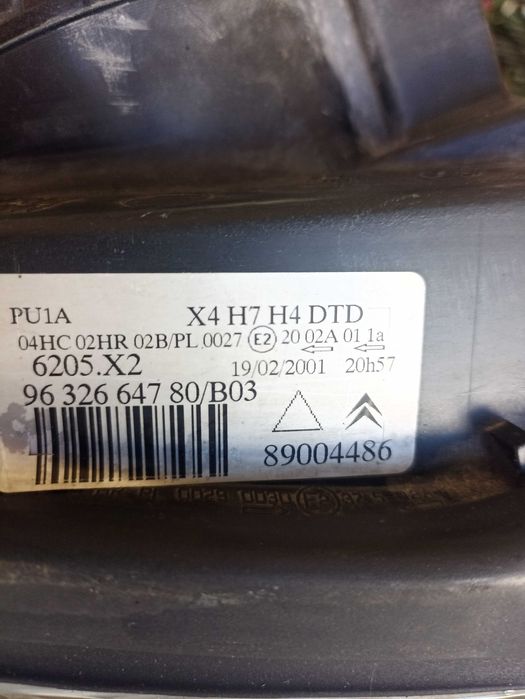 PU1A X4 H7 H4 DTD
04HC 02HR 02B/PL 0027 E2 20 02A 01 1a
6205.X2 19/02/2001 20h57
96 326 647 80/B03
89004486